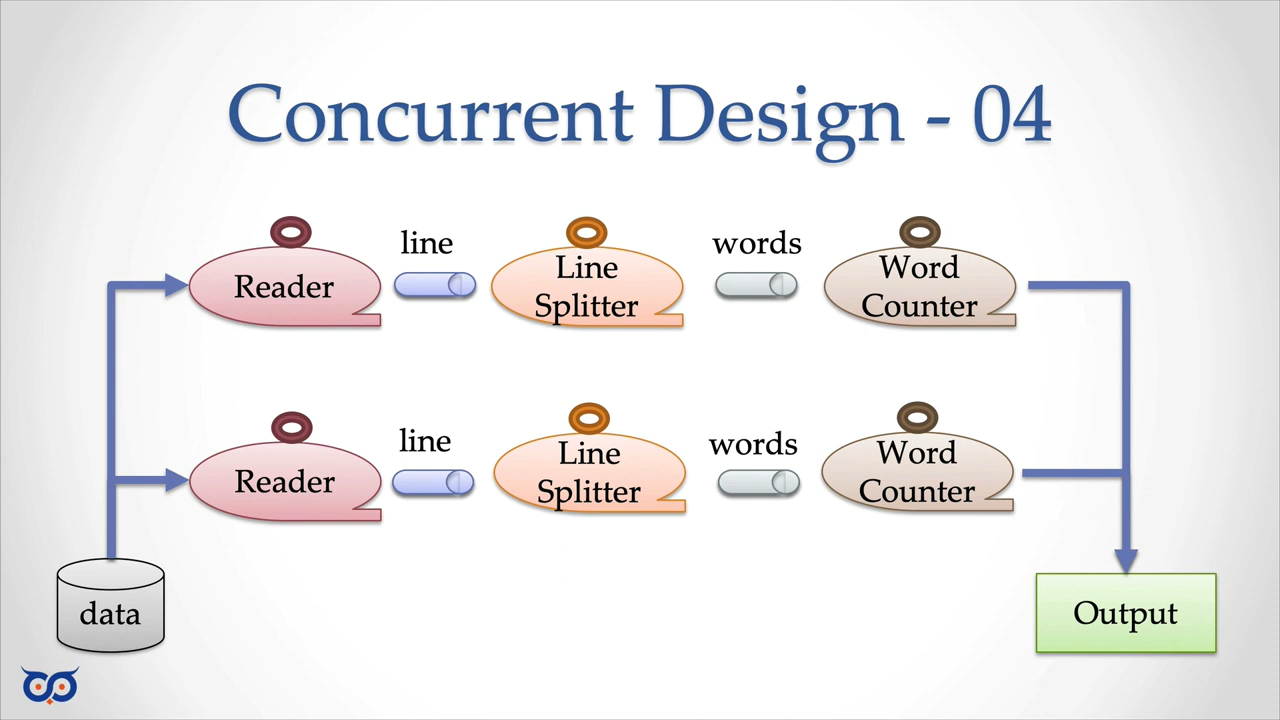 Concurrent Design - 04
line
words
Reader
Line
Splitter
Word
Counter
line
words
Reader
Line
Splitter
Word
Counter
data
Output